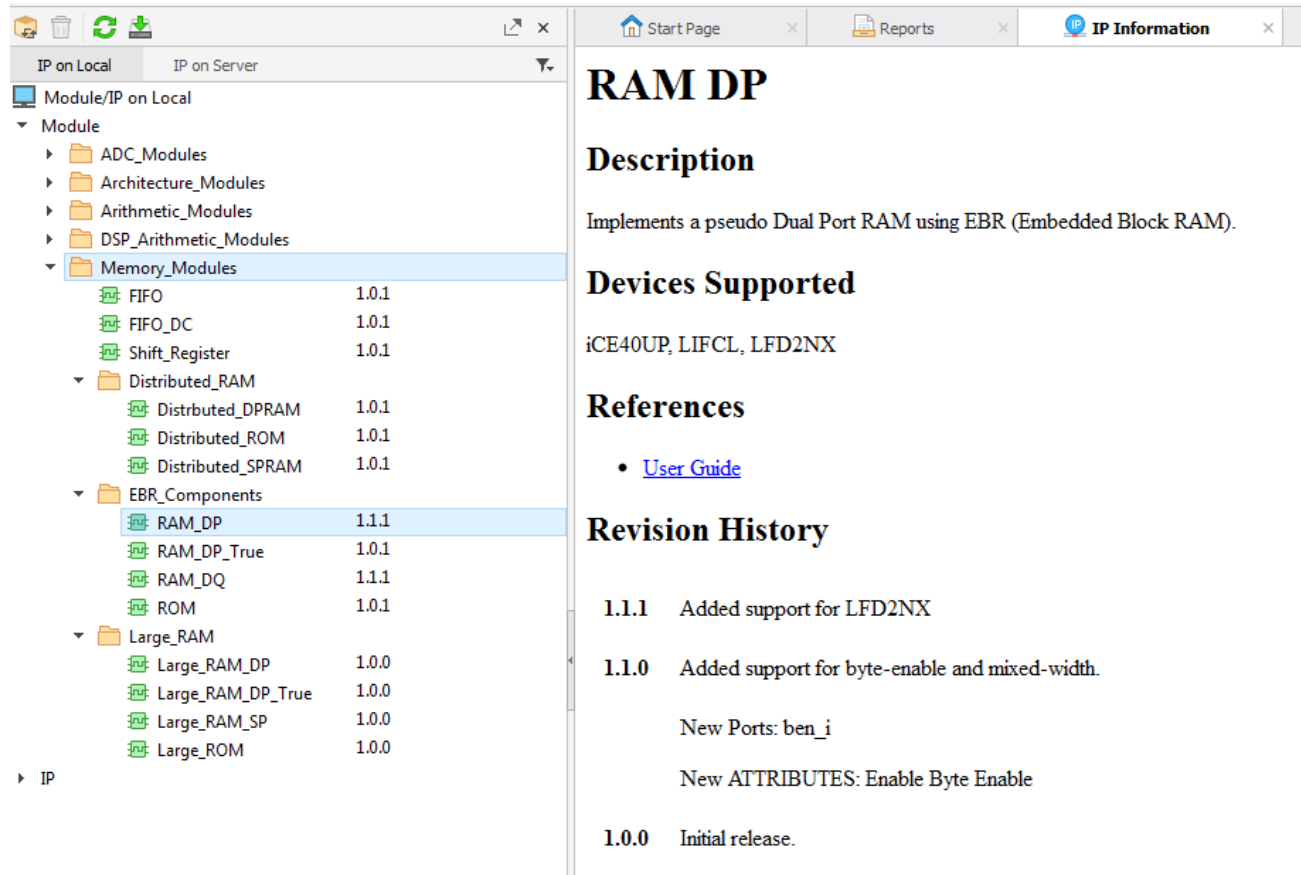 Start Page
Reports
IP Information
IP on Local
IP on Server
Module/IP on Local
Module
ADC_Modules
Architecture_Modules
Arithmetic_Modules
DSP_Arithmetic_Modules
Memory_Modules
FIFO 1.0.1
FIFO_DC 1.0.1
Shift_Register 1.0.1
Distributed_RAM
Distrbuted_DPRAM 1.0.1
Distributed_ROM 1.0.1
Distributed_SPRAM 1.0.1
EBR_Components
RAM_DP 1.1.1
RAM_DP_True 1.0.1
RAM_DQ 1.1.1
ROM 1.0.1
Large_RAM
Large_RAM_DP 1.0.0
Large_RAM_DP_True 1.0.0
Large_RAM_SP 1.0.0
Large_ROM 1.0.0
IP
RAM DP
Description
Implements a pseudo Dual Port RAM using EBR (Embedded Block RAM).
Devices Supported
iCE40UP, LIFCL, LFD2NX
References
• User Guide
Revision History
1.1.1 Added support for LFD2NX
1.1.0 Added support for byte-enable and mixed-width.
New Ports: ben_i
New ATTRIBUTES: Enable Byte Enable
1.0.0 Initial release.